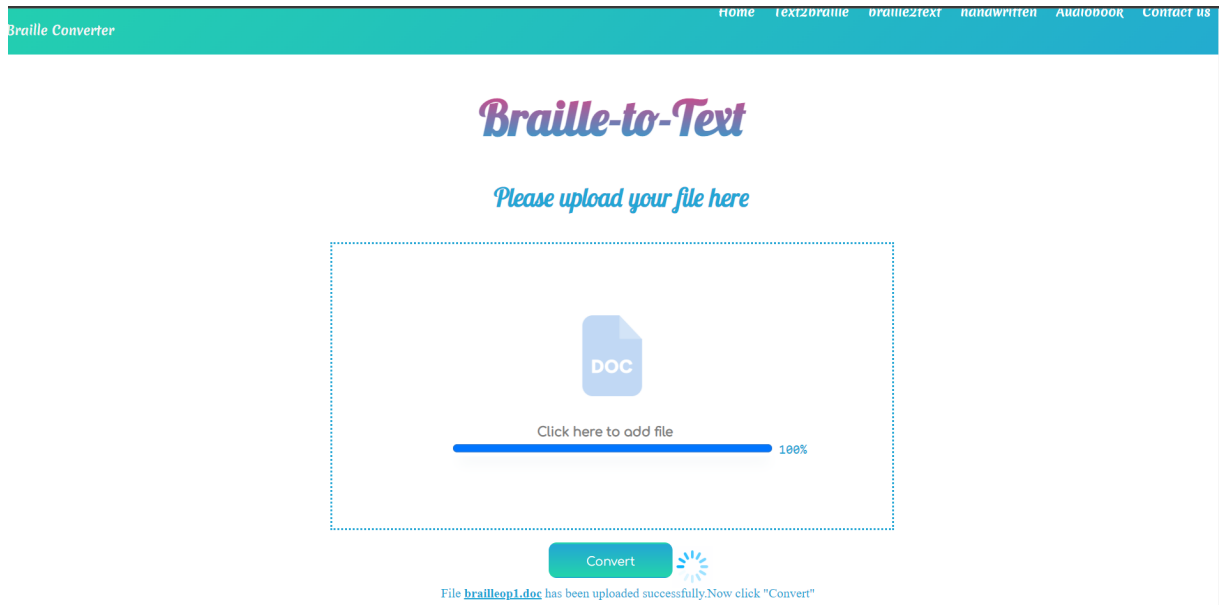 Home Text2braille braille2text handwritten Audiobook Contact us
Braille Converter
Braille-to-Text
Please upload your file here
DOC
Click here to add file
100%
Convert
File brailleop1.doc has been uploaded successfully.Now click "Convert"